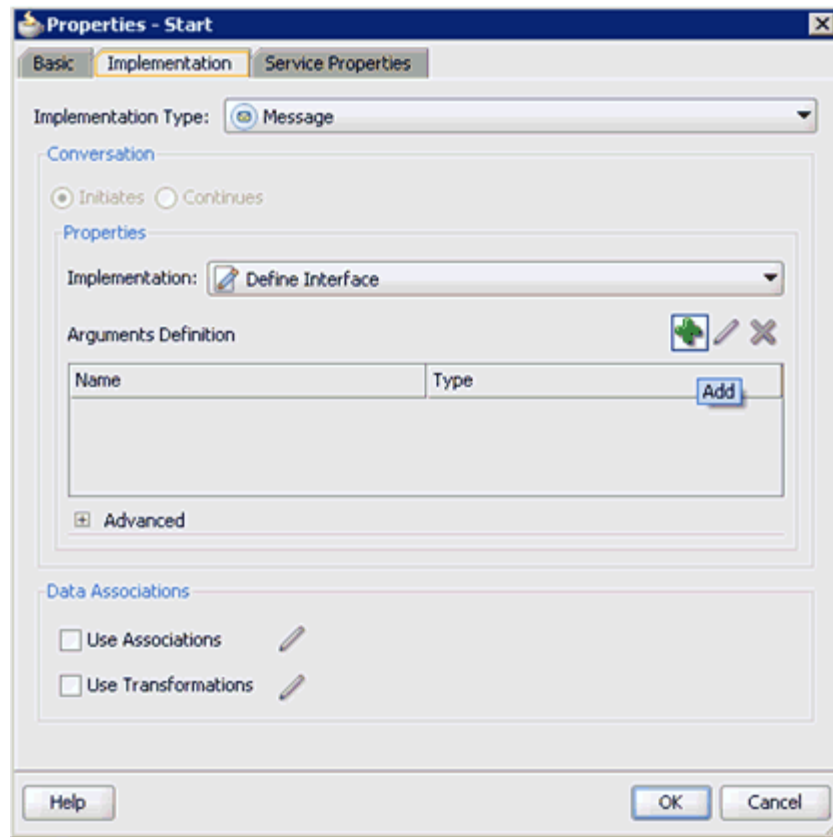 Properties - Start
Basic Implementation Service Properties
Implementation Type: Message
Conversation
Initiates Continues
Properties
Implementation: Define Interface
Arguments Definition
Name Type
Add
Advanced
Data Associations
Use Associations
Use Transformations
Help OK Cancel